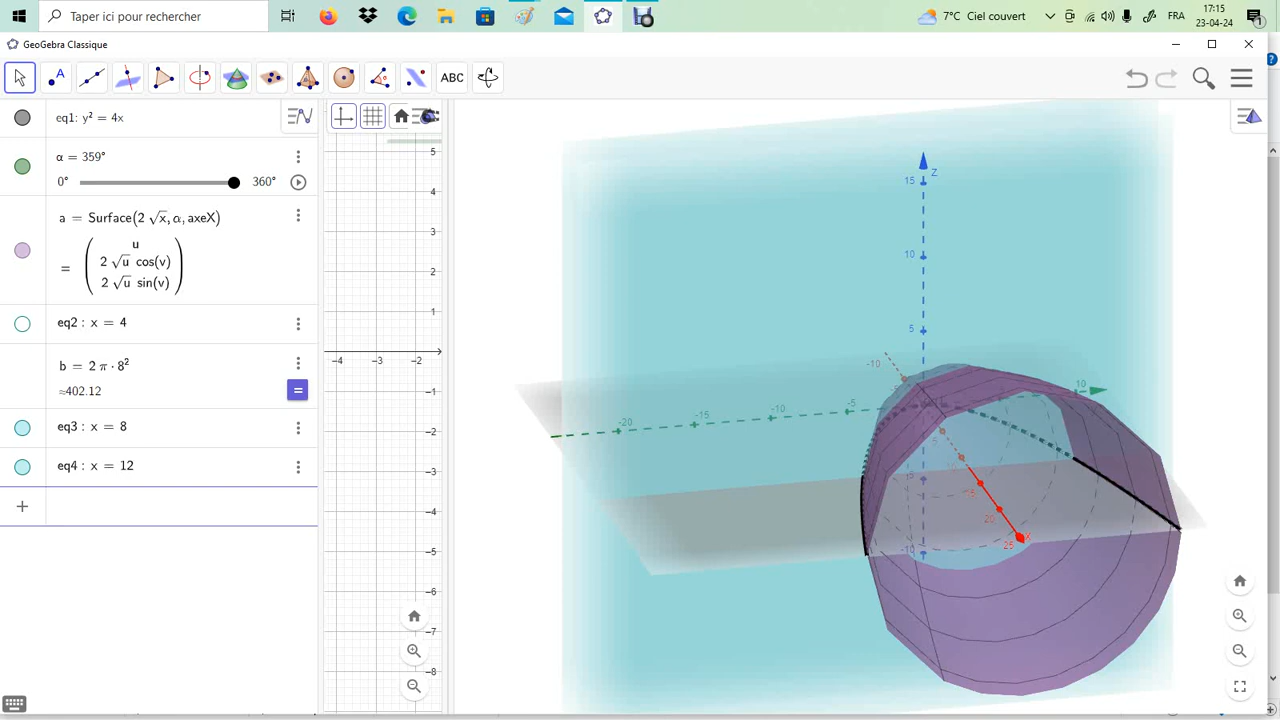 Taper ici pour rechercher
7°C Ciel couvert
FRA
17:15
23-04-24
1
GeoGebra Classique
A
ABC
eq1: y² = 4x
α = 359°
0°
360°
a = Surface(2 √x, α, axeX)
u
= 2 √u cos(v)
2 √u sin(v)
eq2 : x = 4
b = 2 π · 8²
≈402.12
=
eq3 : x = 8
eq4 : x = 12
+
5
4
3
2
1
-4 -3 -2
-1
-2
-3
-4
-5
-6
-7
-8
z
15
10
5
-10
-10
-20 -15 -10 -5
10
15
20
25